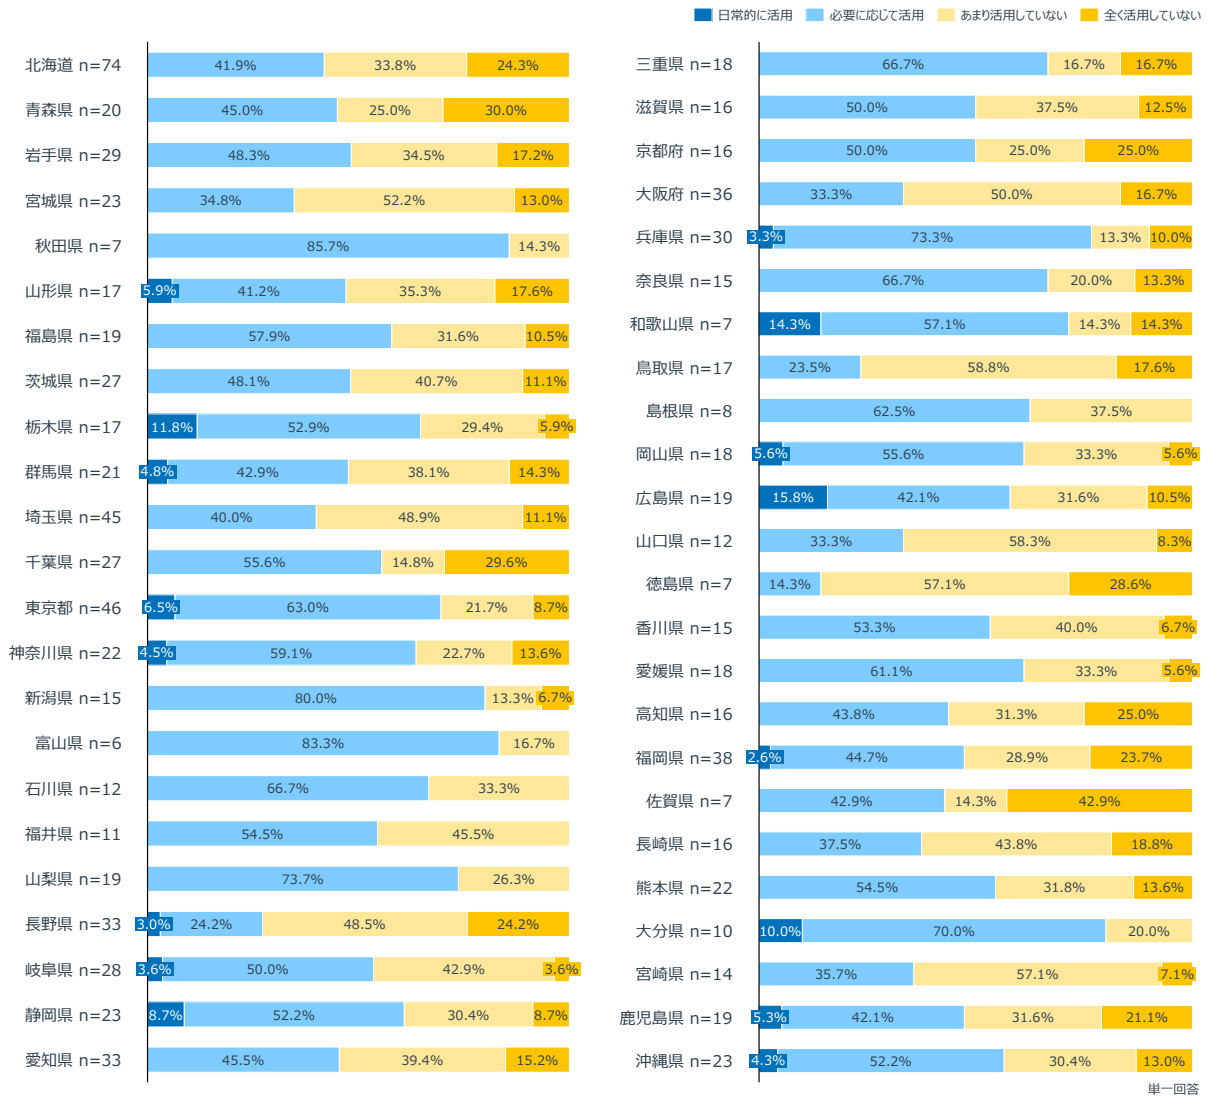 日常的に活用 必要に応じて活用 あまり活用していない 全く活用していない
北海道 n=74 41.9% 33.8% 24.3%
青森県 n=20 45.0% 25.0% 30.0%
岩手県 n=29 48.3% 34.5% 17.2%
宮城県 n=23 34.8% 52.2% 13.0%
秋田県 n=7 85.7% 14.3%
山形県 n=17 5.9% 41.2% 35.3% 17.6%
福島県 n=19 57.9% 31.6% 10.5%
茨城県 n=27 48.1% 40.7% 11.1%
栃木県 n=17 11.8% 52.9% 29.4% 5.9%
群馬県 n=21 4.8% 42.9% 38.1% 14.3%
埼玉県 n=45 40.0% 48.9% 11.1%
千葉県 n=27 55.6% 14.8% 29.6%
東京都 n=46 6.5% 63.0% 21.7% 8.7%
神奈川県 n=22 4.5% 59.1% 22.7% 13.6%
新潟県 n=15 80.0% 13.3% 6.7%
富山県 n=6 83.3% 16.7%
石川県 n=12 66.7% 33.3%
福井県 n=11 54.5% 45.5%
山梨県 n=19 73.7% 26.3%
長野県 n=33 3.0% 24.2% 48.5% 24.2%
岐阜県 n=28 3.6% 50.0% 42.9% 3.6%
静岡県 n=23 8.7% 52.2% 30.4% 8.7%
愛知県 n=33 45.5% 39.4% 15.2%
三重県 n=18 66.7% 16.7% 16.7%
滋賀県 n=16 50.0% 37.5% 12.5%
京都府 n=16 50.0% 25.0% 25.0%
大阪府 n=36 33.3% 50.0% 16.7%
兵庫県 n=30 3.3% 73.3% 13.3% 10.0%
奈良県 n=15 66.7% 20.0% 13.3%
和歌山県 n=7 14.3% 57.1% 14.3% 14.3%
鳥取県 n=17 23.5% 58.8% 17.6%
島根県 n=8 62.5% 37.5%
岡山県 n=18 5.6% 55.6% 33.3% 5.6%
広島県 n=19 15.8% 42.1% 31.6% 10.5%
山口県 n=12 33.3% 58.3% 8.3%
徳島県 n=7 14.3% 57.1% 28.6%
香川県 n=15 53.3% 40.0% 6.7%
愛媛県 n=18 61.1% 33.3% 5.6%
高知県 n=16 43.8% 31.3% 25.0%
福岡県 n=38 2.6% 44.7% 28.9% 23.7%
佐賀県 n=7 42.9% 14.3% 42.9%
長崎県 n=16 37.5% 43.8% 18.8%
熊本県 n=22 54.5% 31.8% 13.6%
大分県 n=10 10.0% 70.0% 20.0%
宮崎県 n=14 35.7% 57.1% 7.1%
鹿児島県 n=19 5.3% 42.1% 31.6% 21.1%
沖縄県 n=23 4.3% 52.2% 30.4% 13.0%
単一回答